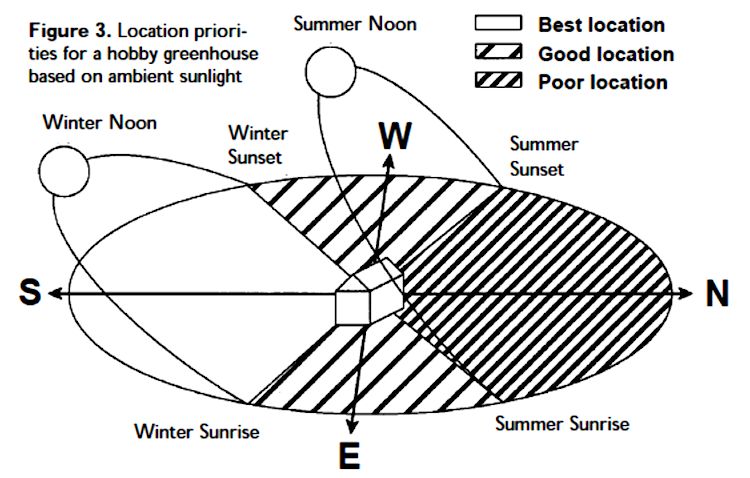 Figure 3. Location priori-
ties for a hobby greenhouse
based on ambient sunlight
Summer Noon
Best location
Good location
Poor location
Winter Noon
Winter
Sunset
W
Summer
Sunset
S
N
Winter Sunrise
E
Summer Sunrise